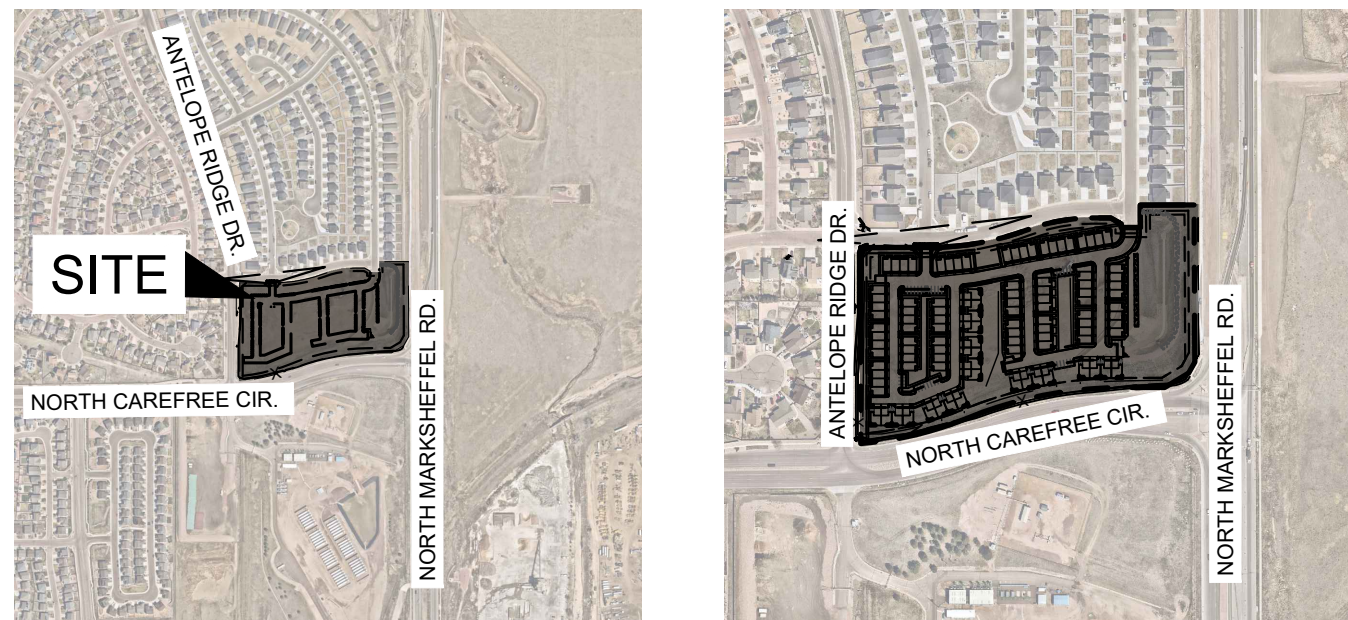 ANTELOPE RIDGE DR.
SITE
NORTH CAREFREE CIR.
NORTH MARKSHEFFEL RD.
ANTELOPE RIDGE DR.
NORTH CAREFREE CIR.
NORTH MARKSHEFFEL RD.